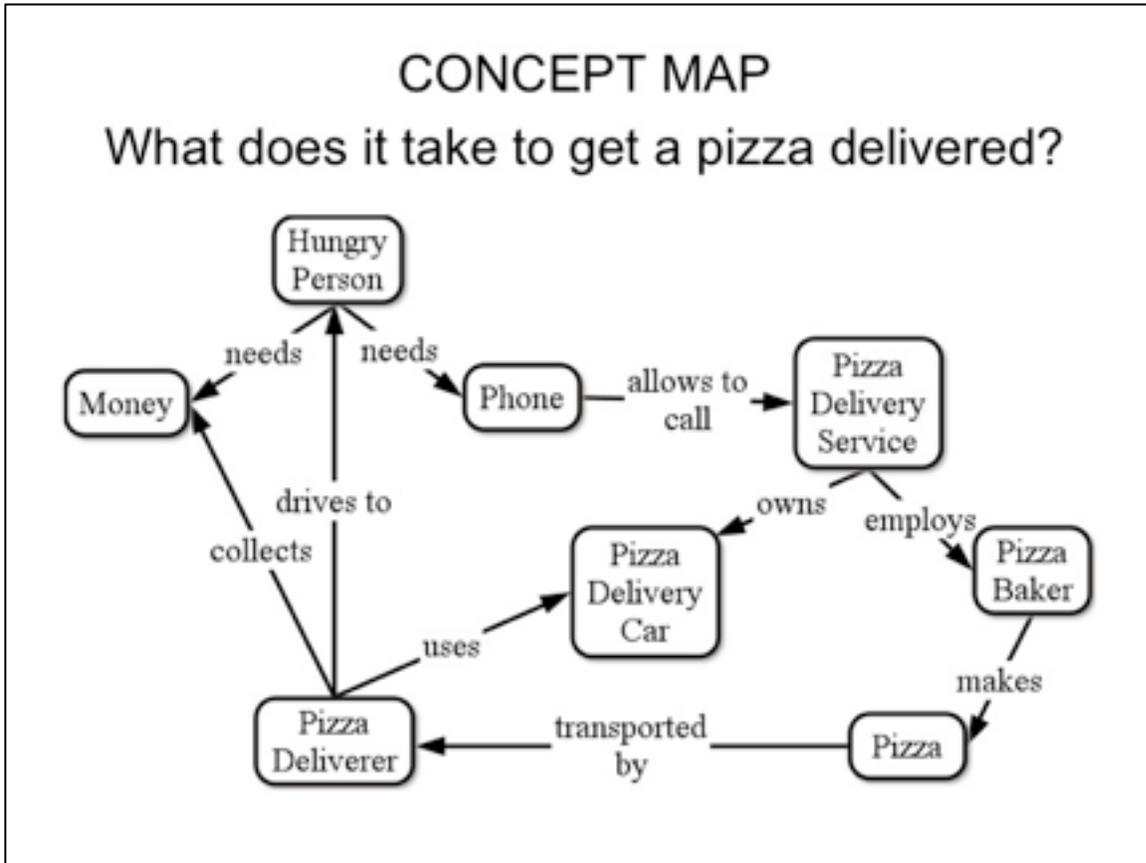 CONCEPT MAP
What does it take to get a pizza delivered?
Hungry
Person
needs
needs
Money
Phone
allows to
call
Pizza
Delivery
Service
drives to
collects
owns
employs
Pizza
Delivery
Car
Pizza
Baker
uses
makes
Pizza
Deliverer
transported
by
Pizza